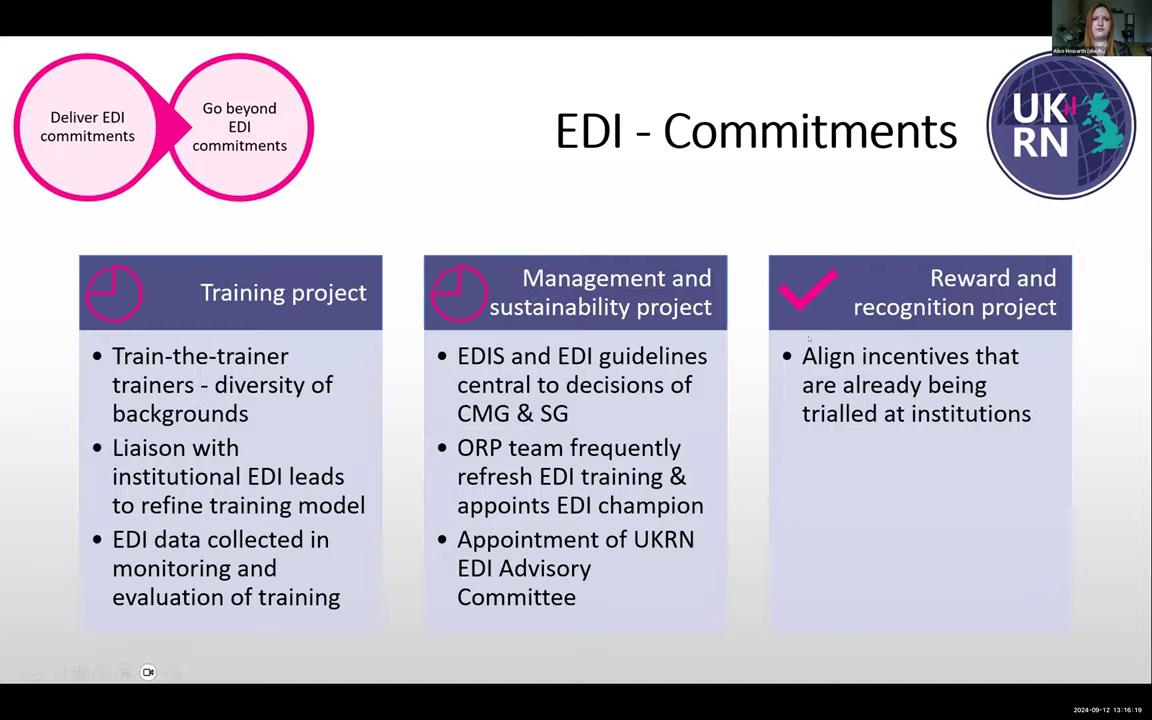 Deliver EDI
commitments
Go beyond
EDI
commitments
EDI - Commitments
UK
RN
Training project
• Train-the-trainer
trainers - diversity of
backgrounds
• Liaison with
institutional EDI leads
to refine training model
• EDI data collected in
monitoring and
evaluation of training
Management and
sustainability project
• EDIS and EDI guidelines
central to decisions of
CMG & SG
• ORP team frequently
refresh EDI training &
appoints EDI champion
• Appointment of UKRN
EDI Advisory
Committee
Reward and
recognition project
• Align incentives that
are already being
trialled at institutions
Alice Howarth
2024-09-12 13:16:19